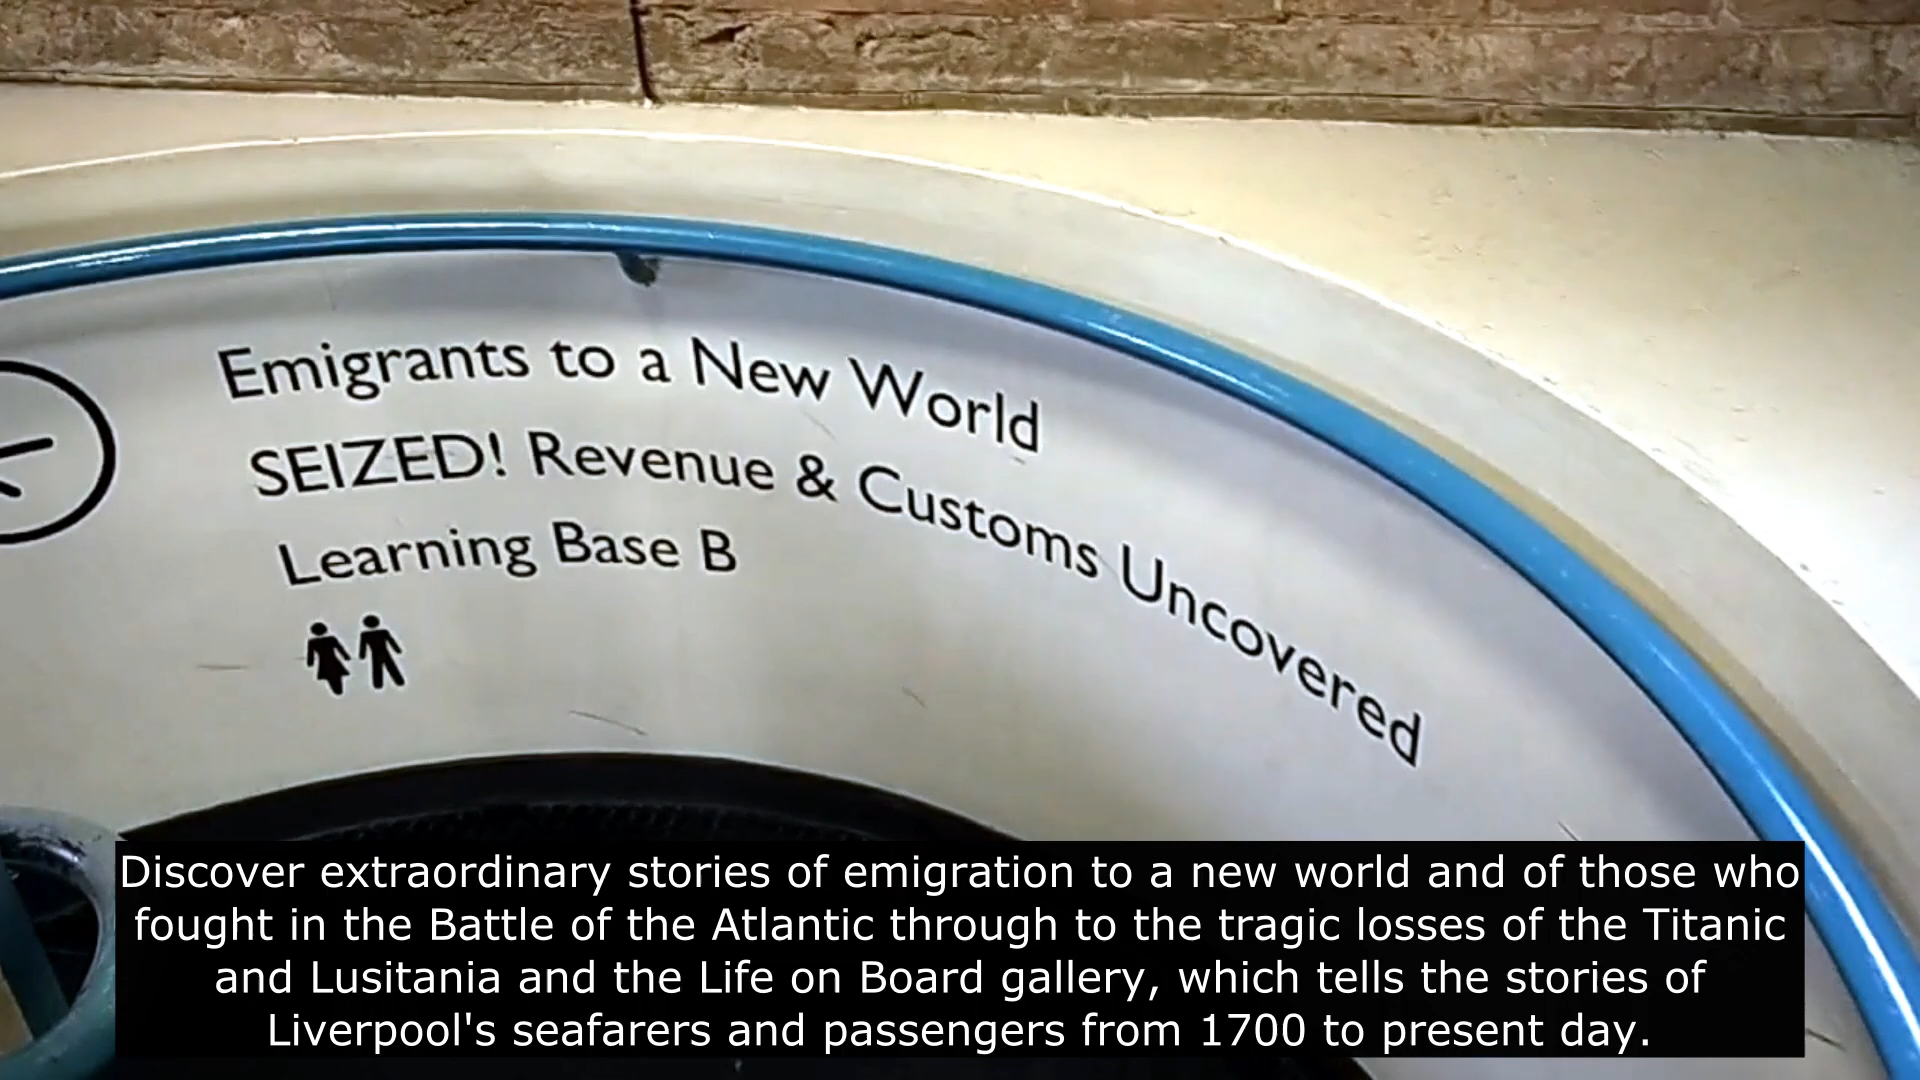 Emigrants to a New World
SEIZED! Revenue & Customs Uncovered
Learning Base B
Discover extraordinary stories of emigration to a new world and of those who
fought in the Battle of the Atlantic through to the tragic losses of the Titanic
and Lusitania and the Life on Board gallery, which tells the stories of
Liverpool's seafarers and passengers from 1700 to present day.